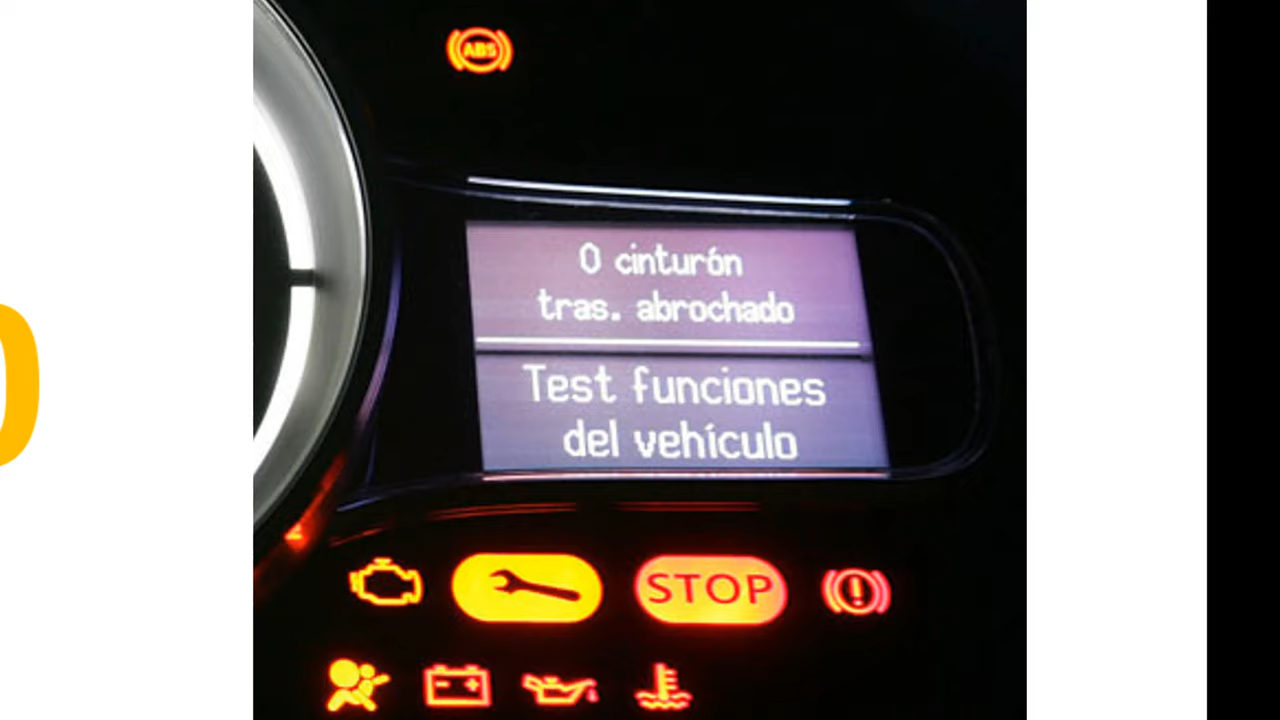 ABS
0 cinturón
tras. abrochado
Test funciones
del vehículo
STOP